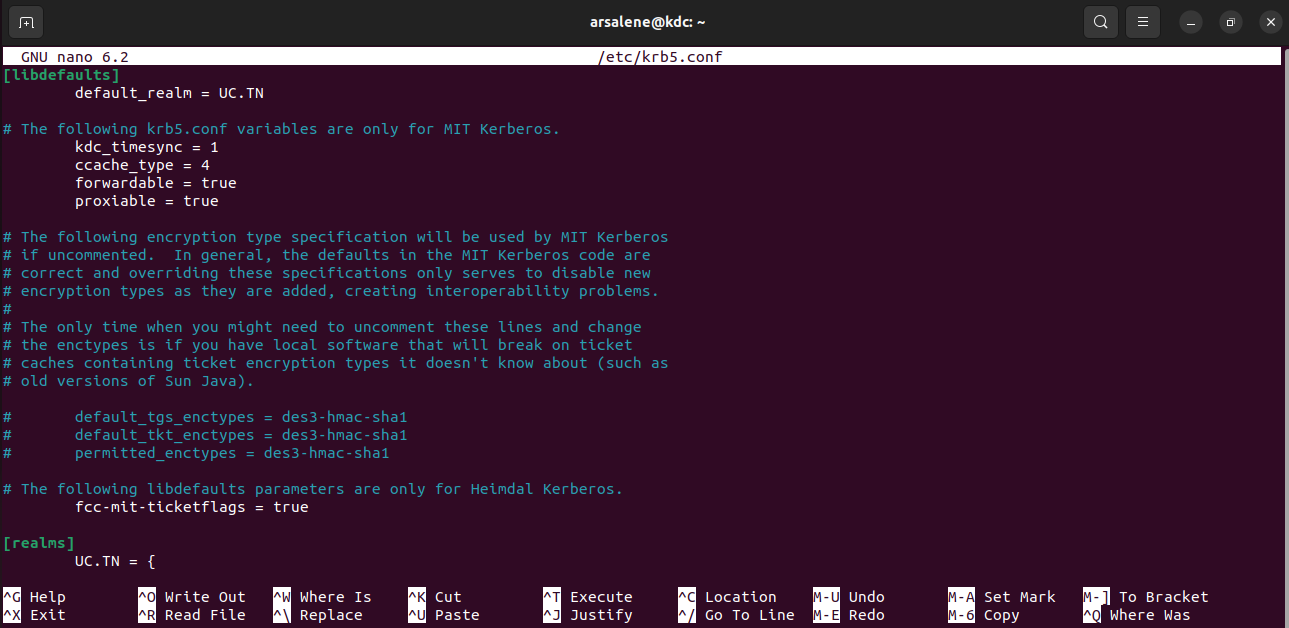 arsalene@kdc: ~
GNU nano 6.2 /etc/krb5.conf
[libdefaults]
        default_realm = UC.TN

# The following krb5.conf variables are only for MIT Kerberos.
        kdc_timesync = 1
        ccache_type = 4
        forwardable = true
        proxiable = true

# The following encryption type specification will be used by MIT Kerberos
# if uncommented.  In general, the defaults in the MIT Kerberos code are
# correct and overriding these specifications only serves to disable new
# encryption types as they are added, creating interoperability problems.
#
# The only time when you might need to uncomment these lines and change
# the enctypes is if you have local software that will break on ticket
# caches containing ticket encryption types it doesn't know about (such as
# old versions of Sun Java).

#       default_tgs_enctypes = des3-hmac-sha1
#       default_tkt_enctypes = des3-hmac-sha1
#       permitted_enctypes = des3-hmac-sha1

# The following libdefaults parameters are only for Heimdal Kerberos.
        fcc-mit-ticketflags = true

[realms]
        UC.TN = {

^G Help ^O Write Out ^W Where Is ^K Cut ^T Execute ^C Location M-U Undo M-A Set Mark M-] To Bracket
^X Exit ^R Read File ^\ Replace ^U Paste ^J Justify ^/ Go To Line M-E Redo M-6 Copy ^Q Where Was